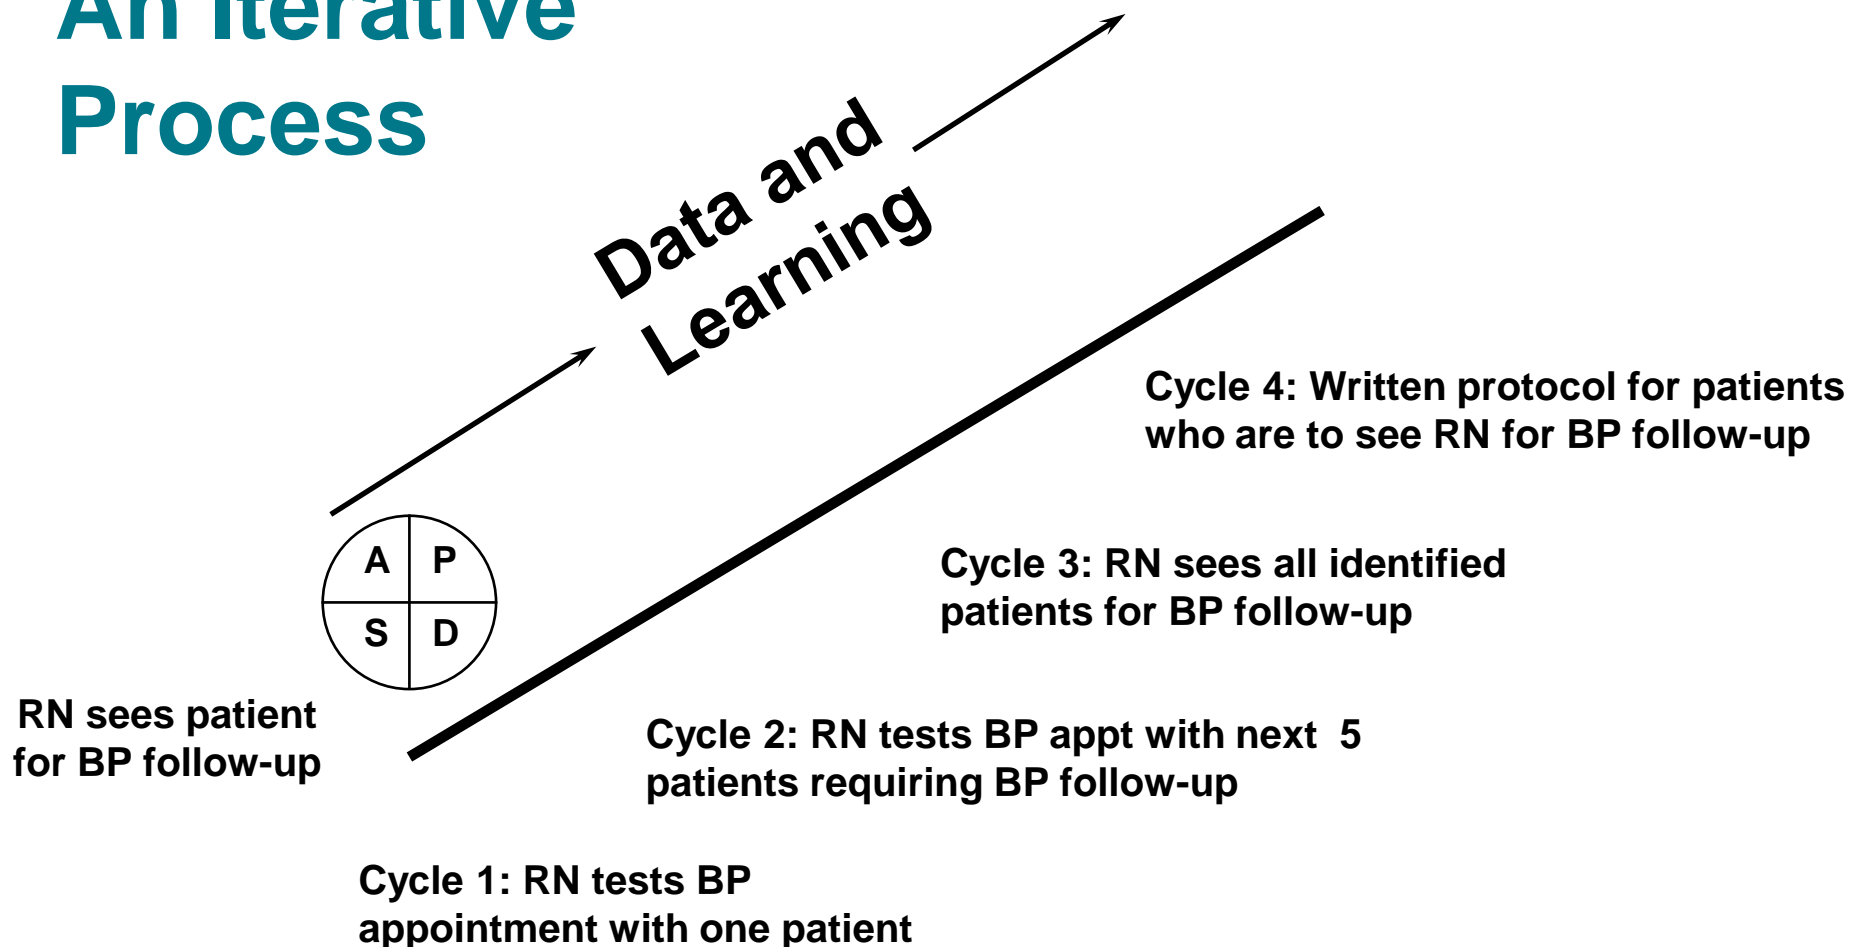 An Iterative
Process
Data and
Learning
A P
S D
RN sees patient
for BP follow-up
Cycle 4: Written protocol for patients
who are to see RN for BP follow-up
Cycle 3: RN sees all identified
patients for BP follow-up
Cycle 2: RN tests BP appt with next  5
patients requiring BP follow-up
Cycle 1: RN tests BP
appointment with one patient